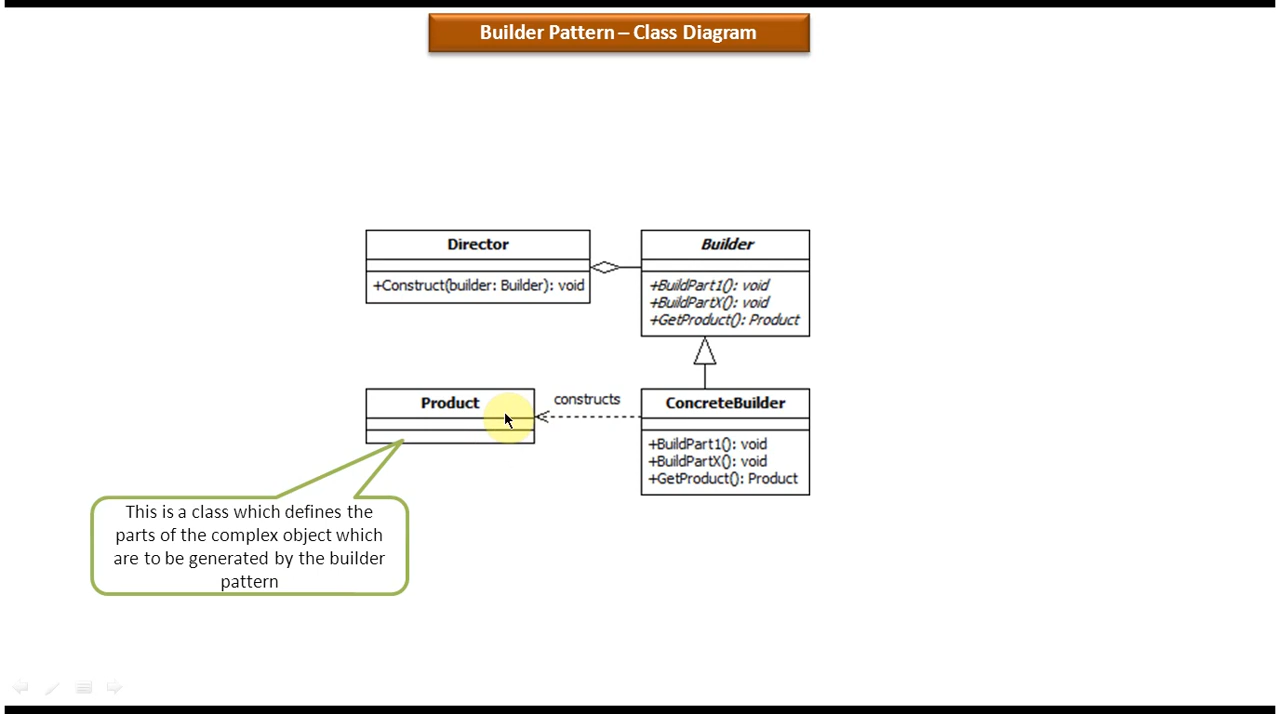 Builder Pattern – Class Diagram
Director
+Construct(builder: Builder): void
Builder
+BuildPart1(): void
+BuildPartX(): void
+GetProduct(): Product
Product
constructs
ConcreteBuilder
+BuildPart1(): void
+BuildPartX(): void
+GetProduct(): Product
This is a class which defines the
parts of the complex object which
are to be generated by the builder
pattern